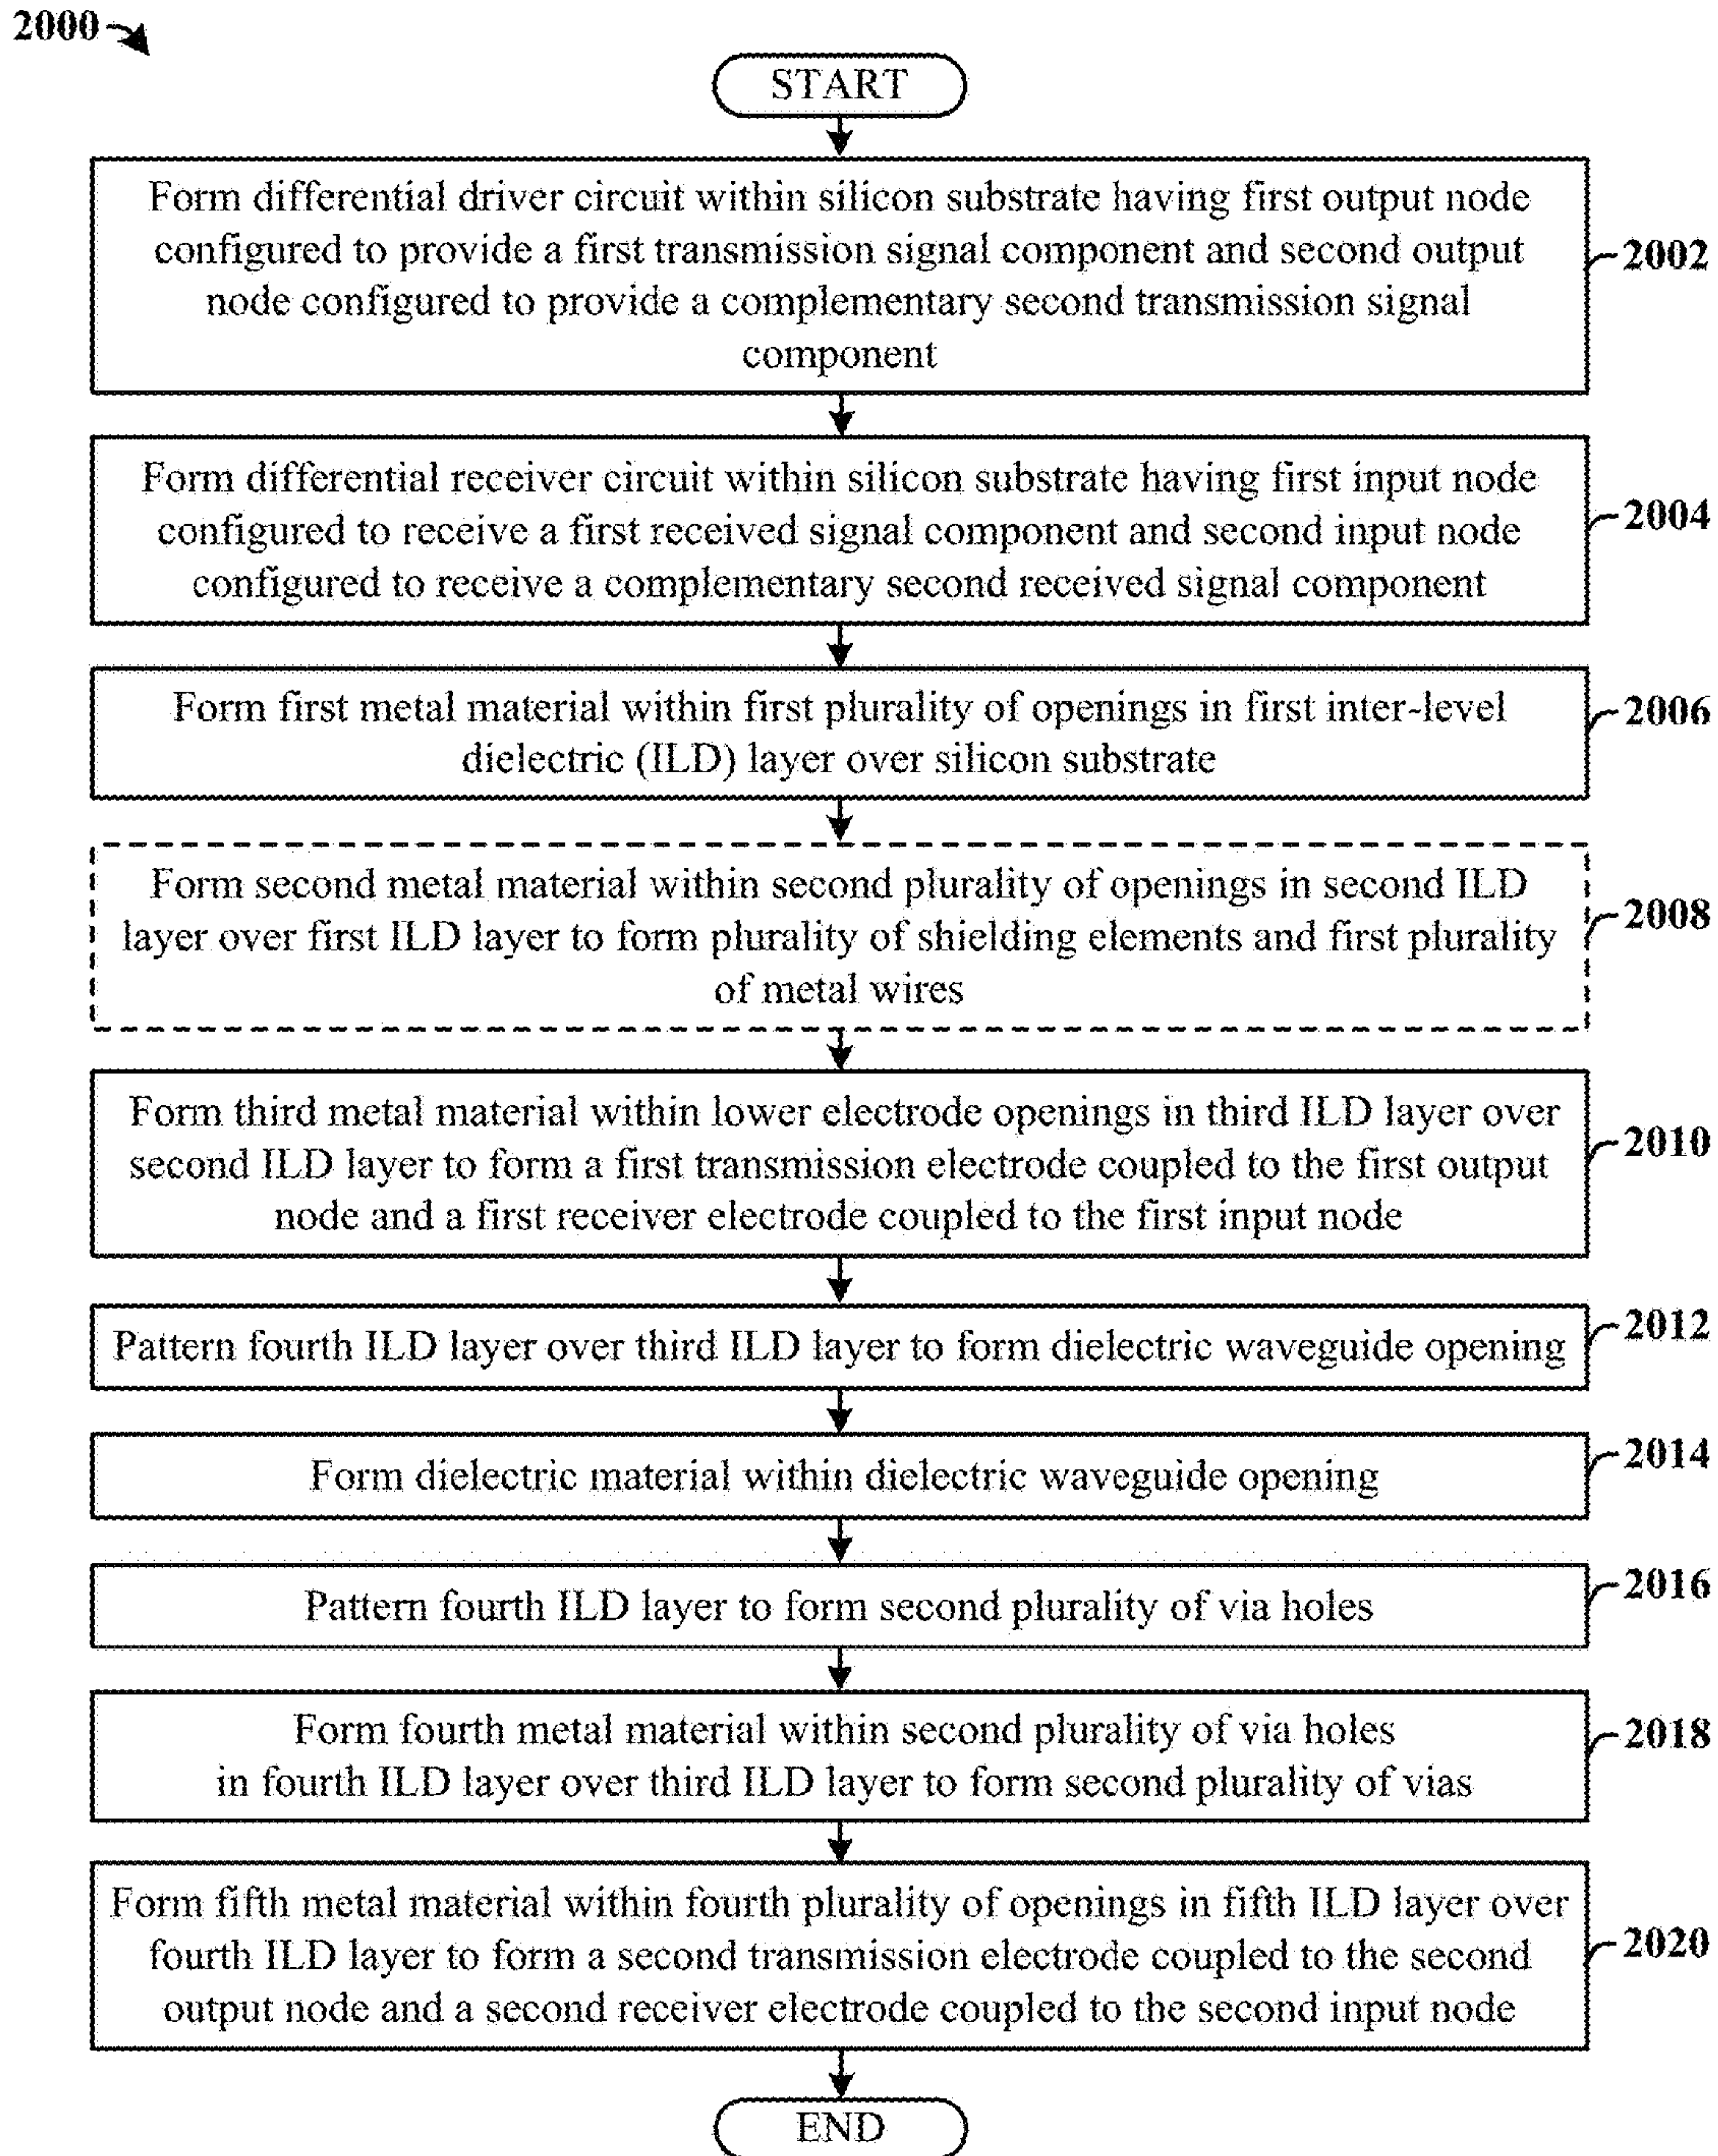 2000
START
Form differential driver circuit within silicon substrate having first output node
configured to provide a first transmission signal component and second output
node configured to provide a complementary second transmission signal
component
2002
Form differential receiver circuit within silicon substrate having first input node
configured to receive a first received signal component and second input node
configured to receive a complementary second received signal component
2004
Form first metal material within first plurality of openings in first inter-level
dielectric (ILD) layer over silicon substrate
2006
Form second metal material within second plurality of openings in second ILD
layer over first ILD layer to form plurality of shielding elements and first plurality
of metal wires
2008
Form third metal material within lower electrode openings in third ILD layer over
second ILD layer to form a first transmission electrode coupled to the first output
node and a first receiver electrode coupled to the first input node
2010
Pattern fourth ILD layer over third ILD layer to form dielectric waveguide opening
2012
Form dielectric material within dielectric waveguide opening
2014
Pattern fourth ILD layer to form second plurality of via holes
2016
Form fourth metal material within second plurality of via holes
in fourth ILD layer over third ILD layer to form second plurality of vias
2018
Form fifth metal material within fourth plurality of openings in fifth ILD layer over
fourth ILD layer to form a second transmission electrode coupled to the second
output node and a second receiver electrode coupled to the second input node
2020
END